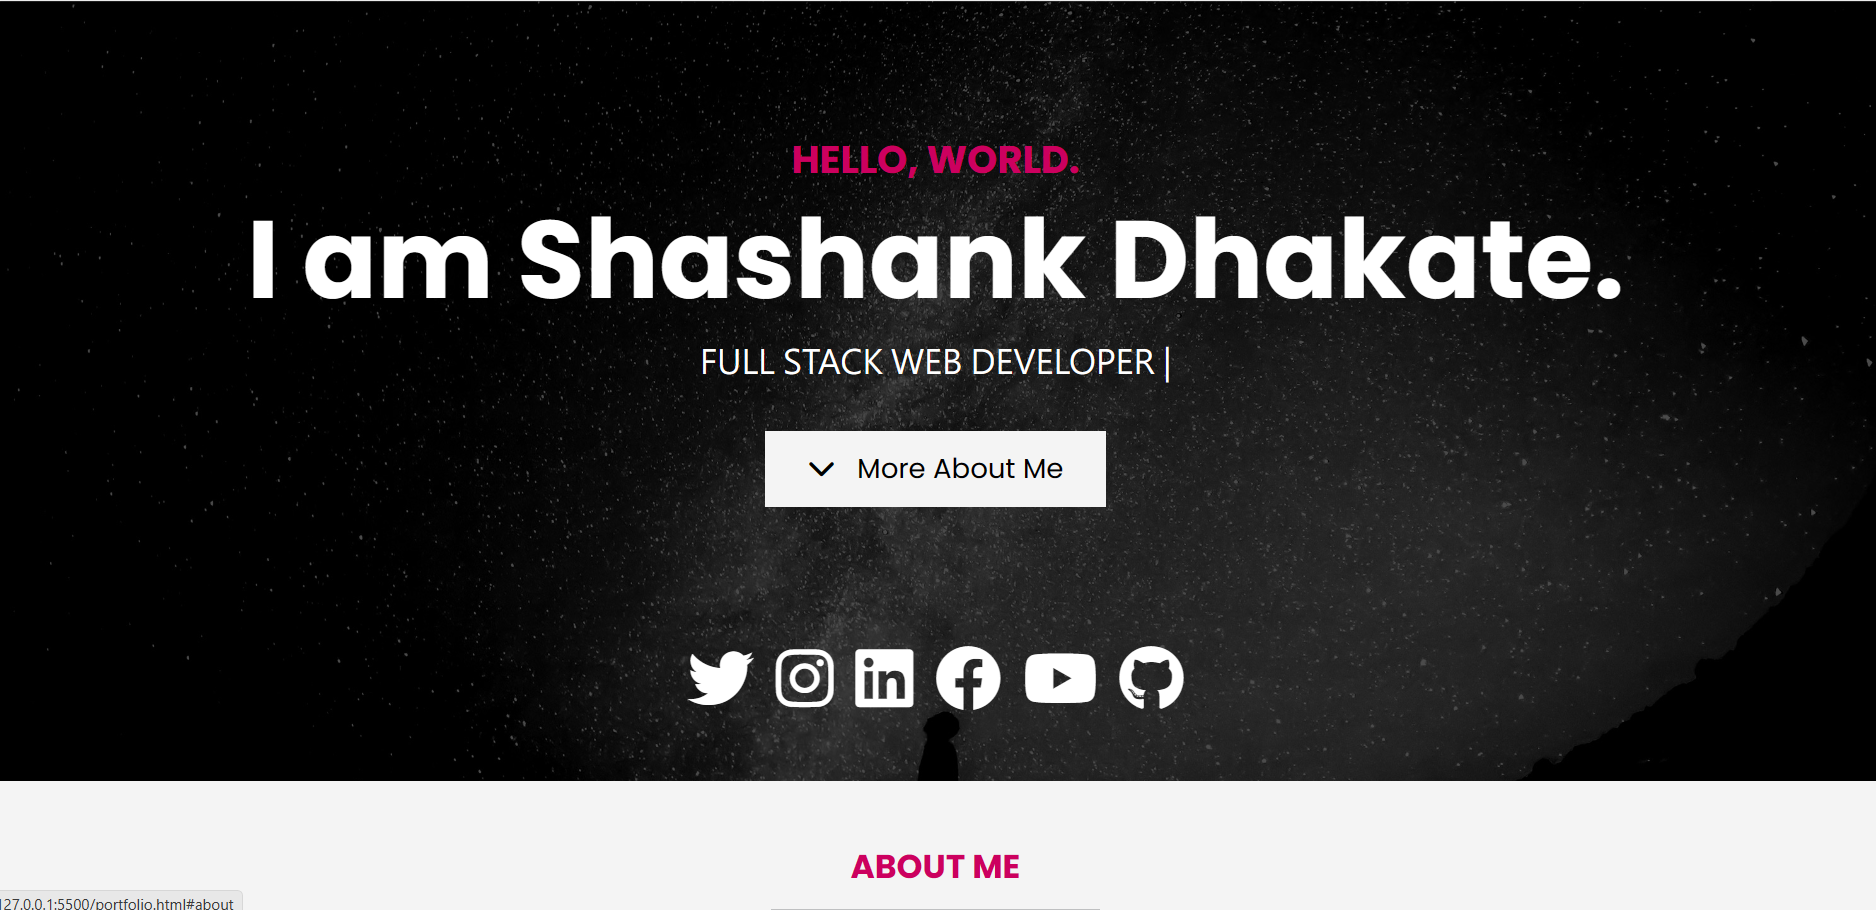 HELLO, WORLD.
I am Shashank Dhakate.
FULL STACK WEB DEVELOPER |
More About Me
in
ABOUT ME
127.0.0.1:5500/portfolio.html#about